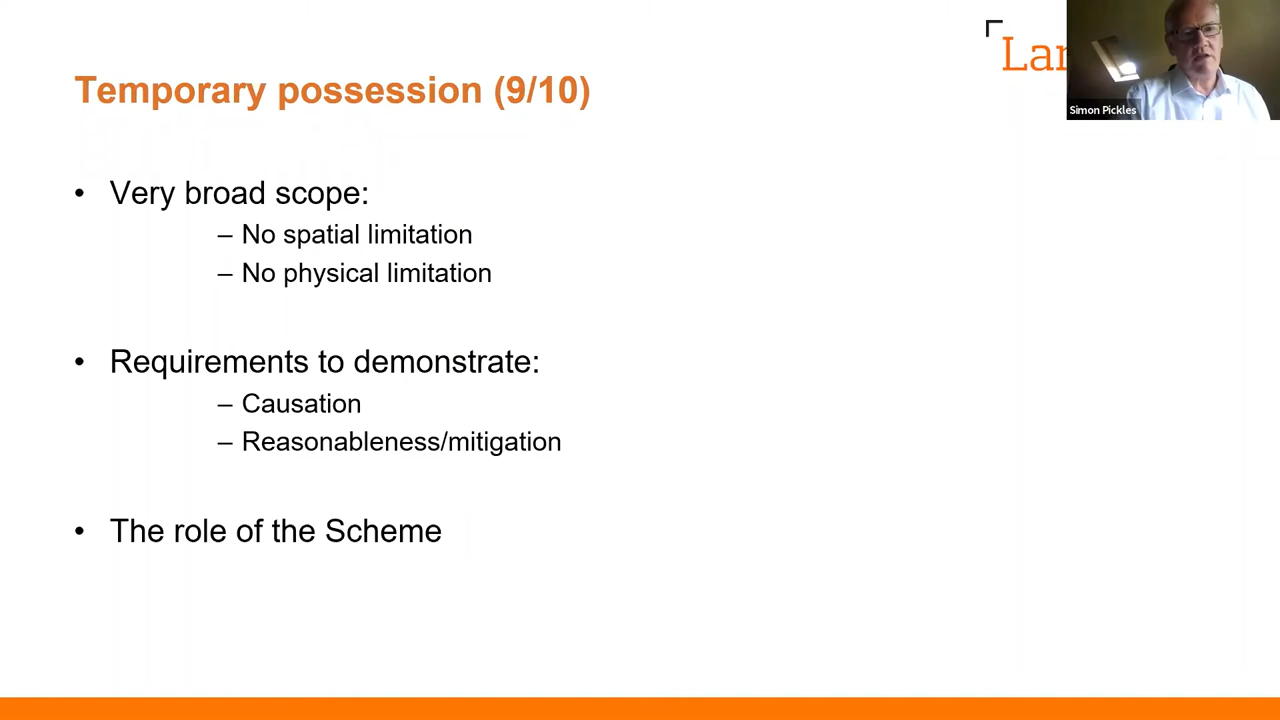 Temporary possession (9/10)
Simon Pickles
• Very broad scope:
– No spatial limitation
– No physical limitation
• Requirements to demonstrate:
– Causation
– Reasonableness/mitigation
• The role of the Scheme